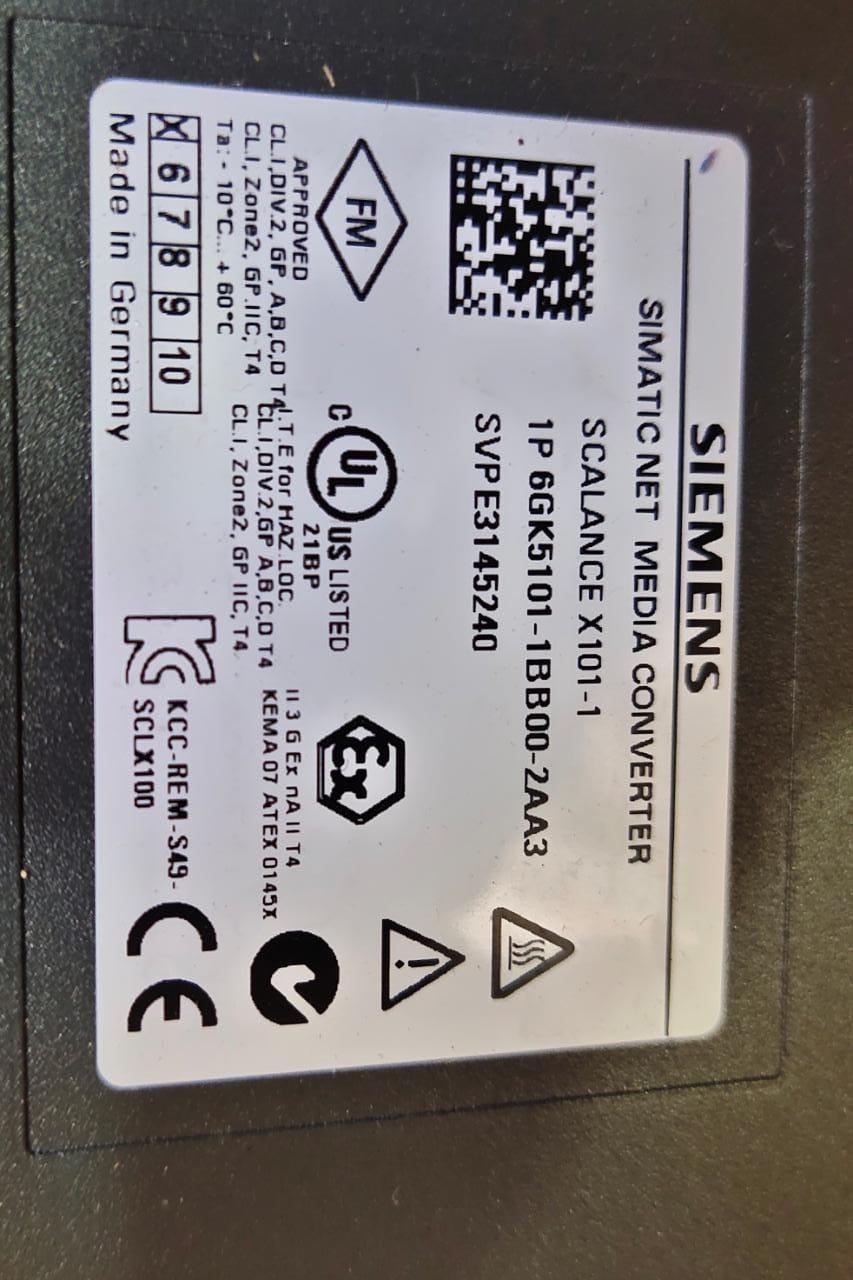 SIEMENS
SIMATIC NET MEDIA CONVERTER
SCALANCE X101-1
1P 6GK5101-1BB00-2AA3
SVPE3145240
FM
APPROVED
CL.I,DIV.2, GP, A,B,C,D T4
CL.I, Zone2, GP.IIC, T4
Ta:- 10°C... + 60°C
C UL US LISTED
21BP
I.T.E for HAZ.LOC.
CL.I,DIV.2,GP A,B,C,D T4
CL.I, Zone2, GP IIC, T4
Ex
II 3 G Ex nA II T4
KEMA 07 ATEX 0145X
X 6 7 8 9 10
Made in Germany
KCC-REM-S49-
SCLX100
CE